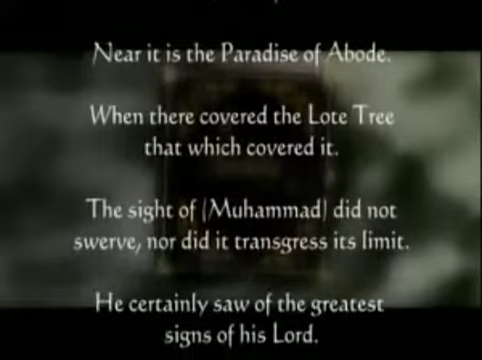 Near it is the Paradise of Abode.
When there covered the Lote Tree
that which covered it.
The sight of (Muhammad) did not
swerve, nor did it transgress its limit.
He certainly saw of the greatest
signs of his Lord.